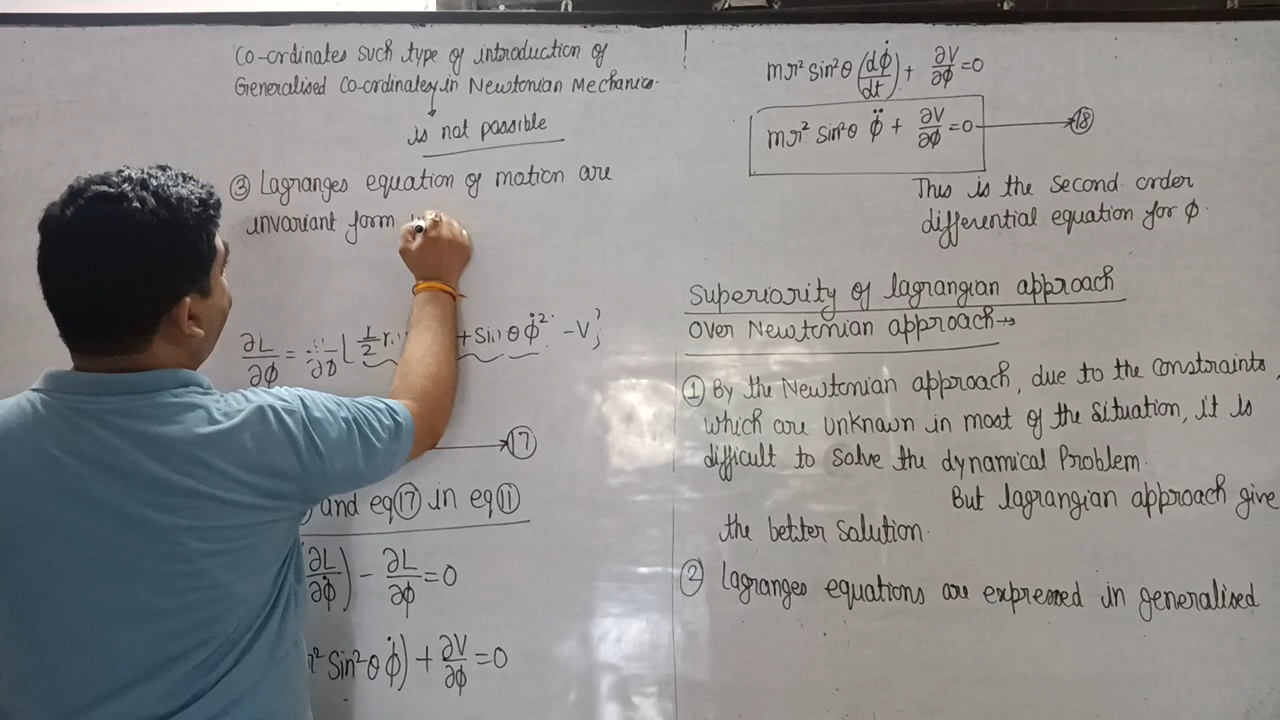 Co-ordinates such type of introduction of
Generalised Co-ordinates in Newtonian Mechanics.
is not possible
③ Lagranges equation of motion are
invariant form
∂L/∂ϕ = ∂/∂ϕ [ 1/2 + Sin θ ϕ̇² - V]
→ ⑰
and eq ⑰ in eq ⑪
(∂L/∂ϕ̇) - ∂L/∂ϕ = 0
r² Sin²θ ϕ̇) + ∂V/∂ϕ = 0
mr² Sin²θ (dϕ̇/dt) + ∂V/∂ϕ = 0
mr² Sin²θ ϕ̈ + ∂V/∂ϕ = 0 → ⑱
This is the second order
differential equation for ϕ.
Superiority of lagrangian approach
Over Newtonian approach→
① By the Newtonian approach, due to the constraints,
which are unknown in most of the situation, it is
difficult to solve the dynamical Problem.
But lagrangian approach give
the better solution.
② Lagranges equations are expressed in generalised